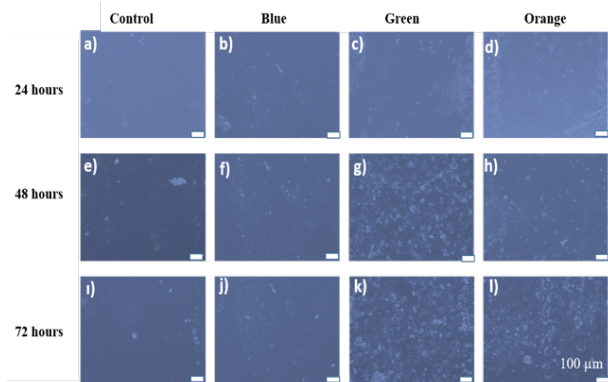 Control Blue Green Orange
24 hours
a) b) c) d)
48 hours
e) f) g) h)
72 hours
ı) j) k) l)
100 µm